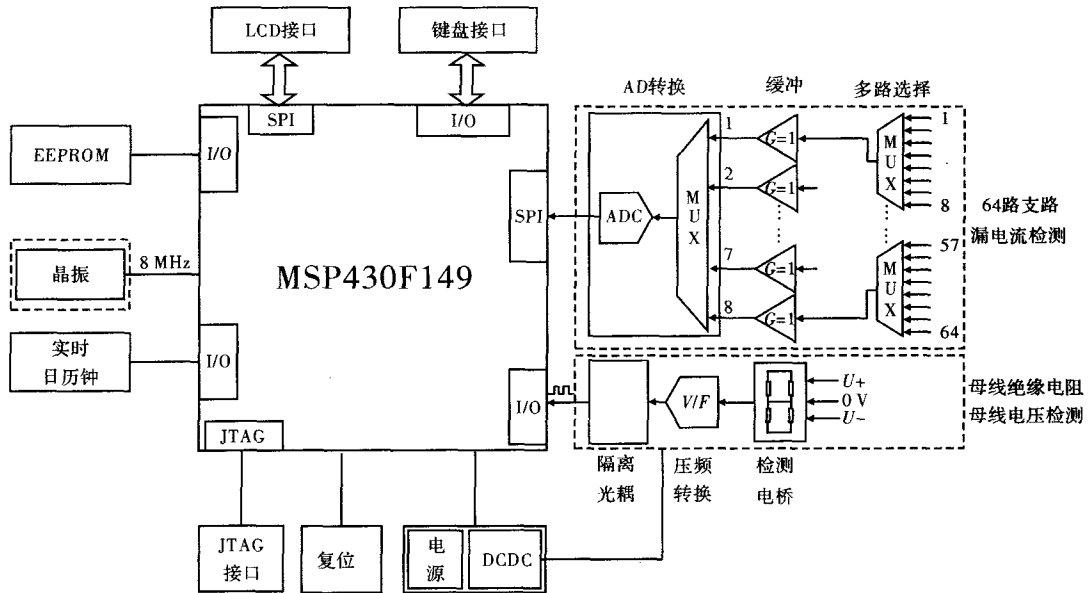 LCD接口
键盘接口
SPI
I/O
AD转换
缓冲
多路选择
EEPROM
I/O
晶振
8 MHz
实时
日历钟
I/O
MSP430F149
SPI
ADC
MUX
1
2
7
8
G=1
G=1
G=1
G=1
MUX
MUX
1
8
57
64
64路支路
漏电流检测
I/O
V/F
U+
0 V
U−
母线绝缘电阻
母线电压检测
隔离
光耦
压频
转换
检测
电桥
JTAG
JTAG
接口
复位
电源
DCDC